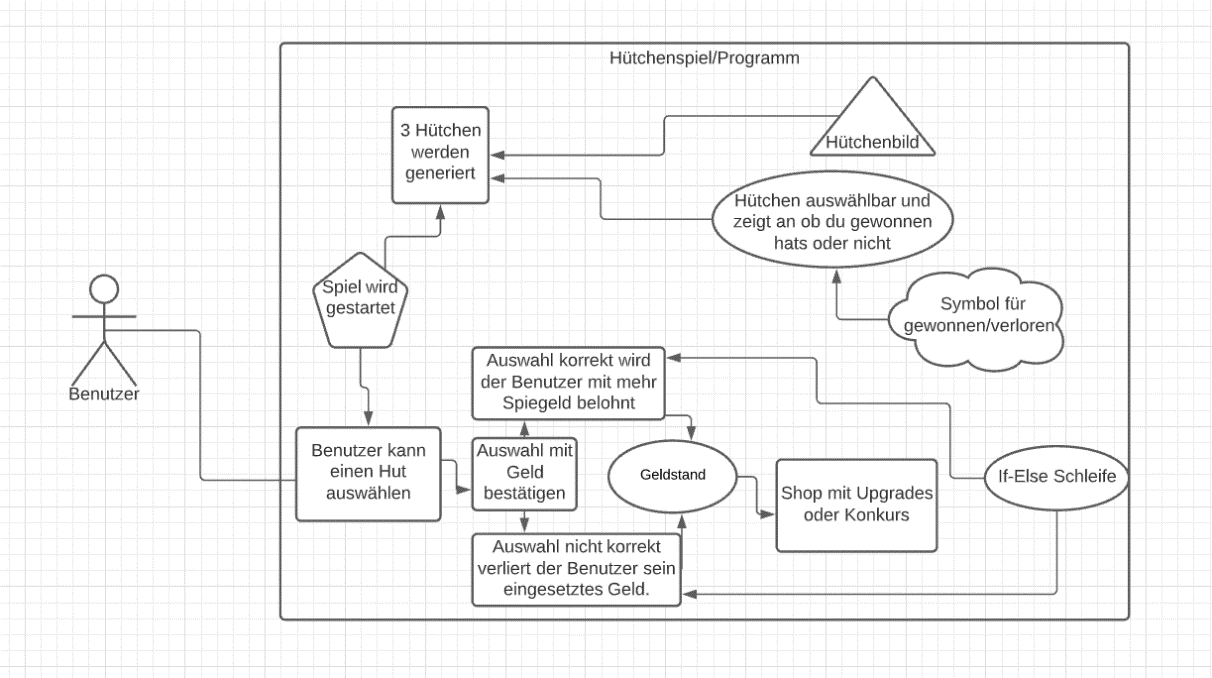 Hütchenspiel/Programm
3 Hütchen
werden
generiert
Hütchenbild
Hütchen auswählbar und
zeigt an ob du gewonnen
hats oder nicht
Spiel wird
gestartet
Symbol für
gewonnen/verloren
Benutzer
Auswahl korrekt wird
der Benutzer mit mehr
Spiegeld belohnt
Benutzer kann
einen Hut
auswählen
Auswahl mit
Geld
bestätigen
Geldstand
Shop mit Upgrades
oder Konkurs
If-Else Schleife
Auswahl nicht korrekt
verliert der Benutzer sein
eingesetztes Geld.